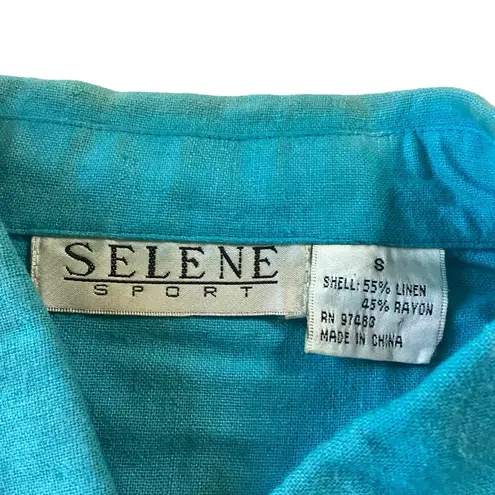 SELENE
SPORT
S
SHELL: 55% LINEN
45% RAYON
RN 97483
MADE IN CHINA